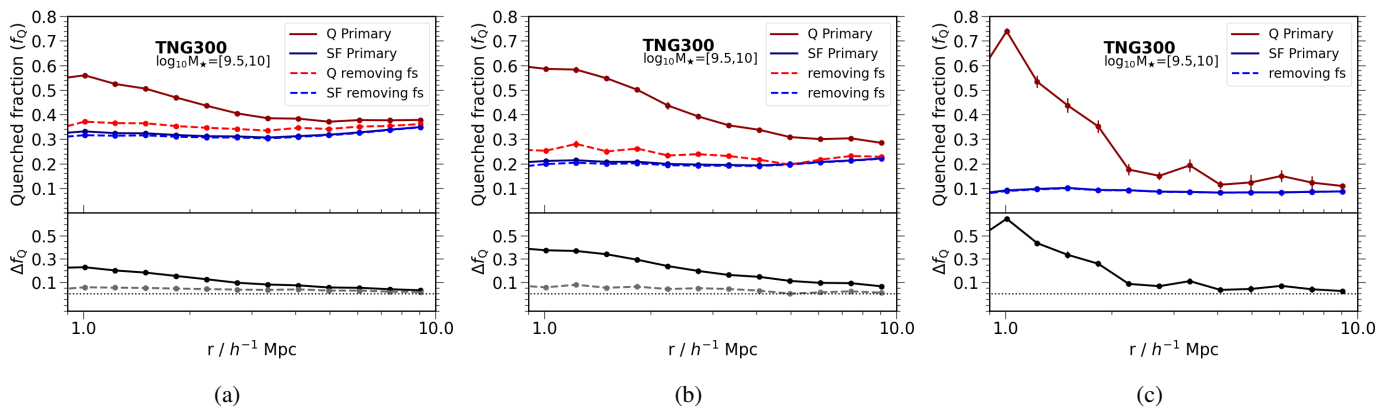 0.8
0.7
0.6
0.5
0.4
0.3
0.2
0.1
Quenched fraction (f_Q)
TNG300
log₁₀M★=[9.5,10]
Q Primary
SF Primary
Q removing fs
SF removing fs
0.5
0.3
0.1
Δf_Q
1.0
10.0
r / h⁻¹ Mpc
(a)
0.8
0.7
0.6
0.5
0.4
0.3
0.2
0.1
Quenched fraction (f_Q)
TNG300
log₁₀M★=[9.5,10]
Q Primary
SF Primary
removing fs
removing fs
0.5
0.3
0.1
Δf_Q
1.0
10.0
r / h⁻¹ Mpc
(b)
0.8
0.7
0.6
0.5
0.4
0.3
0.2
0.1
Quenched fraction (f_Q)
TNG300
log₁₀M★=[9.5,10]
Q Primary
SF Primary
removing fs
0.5
0.3
0.1
Δf_Q
1.0
10.0
r / h⁻¹ Mpc
(c)